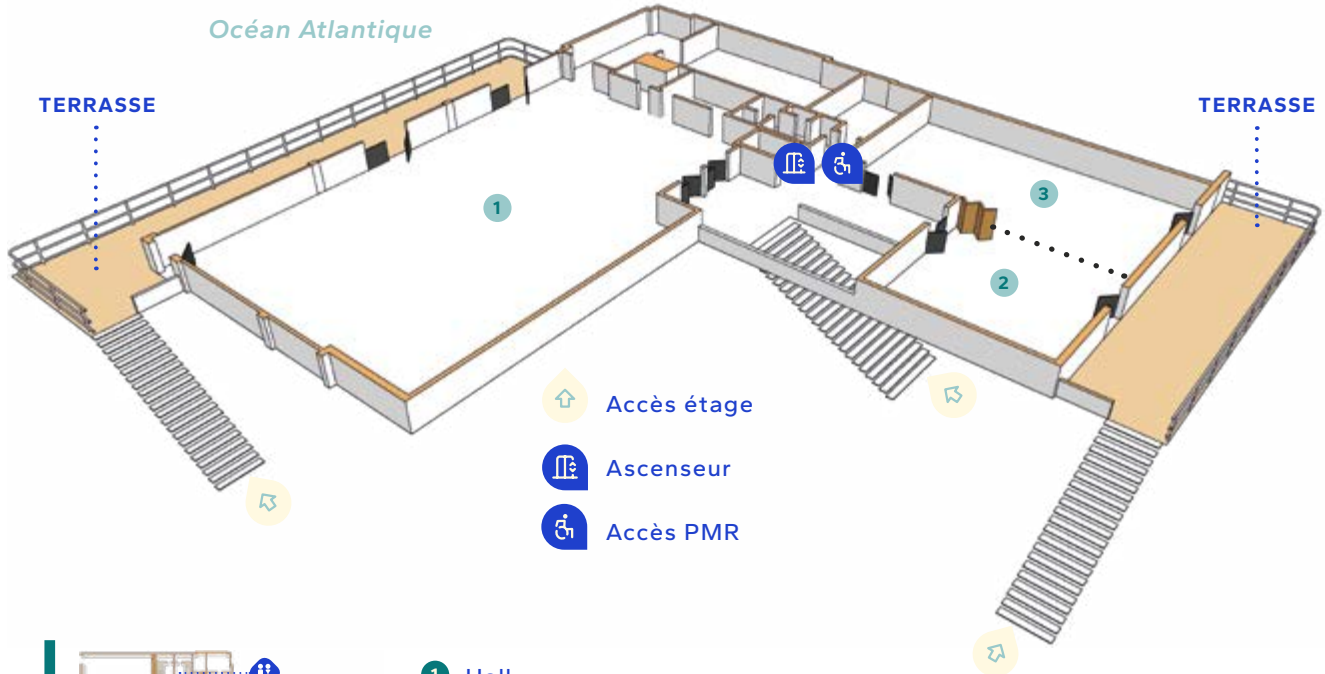 Océan Atlantique
TERRASSE
TERRASSE
1
3
2
Accès étage
Ascenseur
Accès PMR